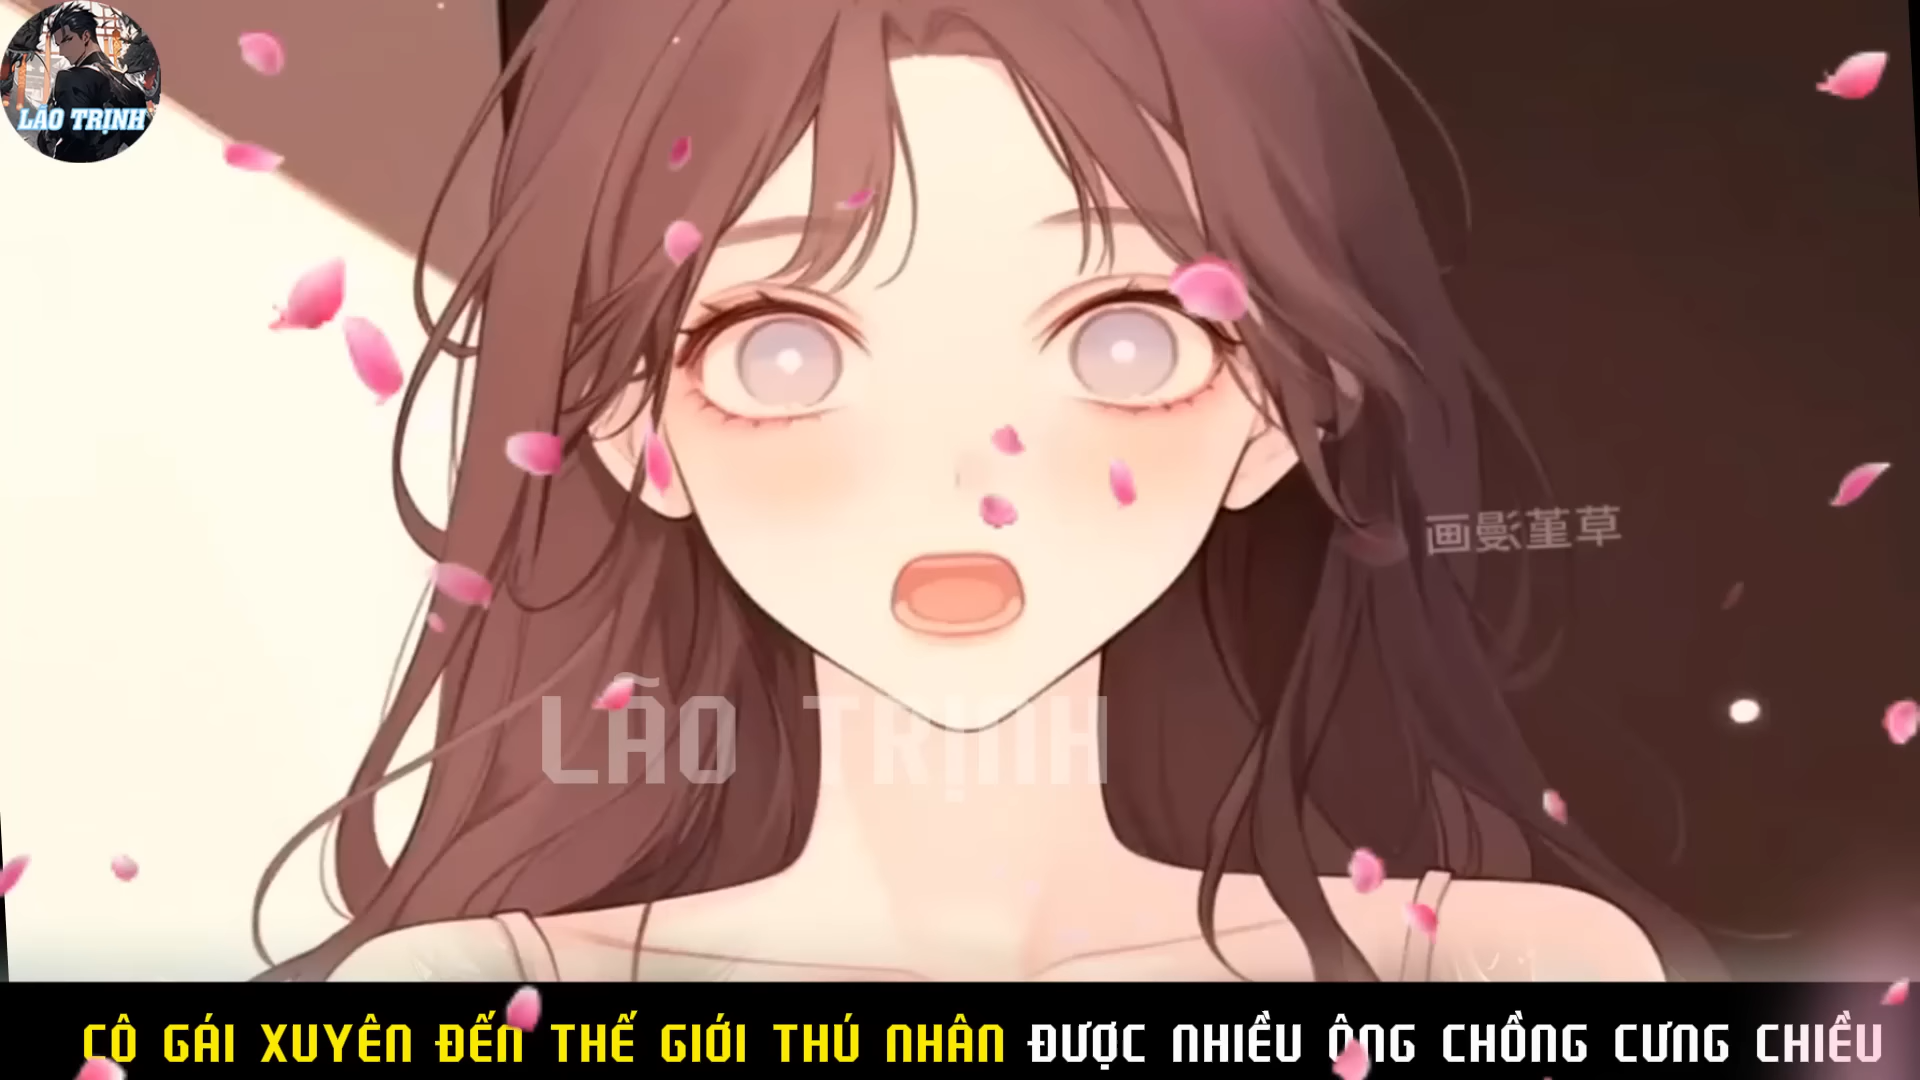 LÃO TRỊNH
画曼堇草
LÃO TRỊNH
CÔ GÁI XUYÊN ĐẾN THẾ GIỚI THÚ NHÂN ĐƯỢC NHIỀU ÔNG CHỒNG CƯNG CHIỀU